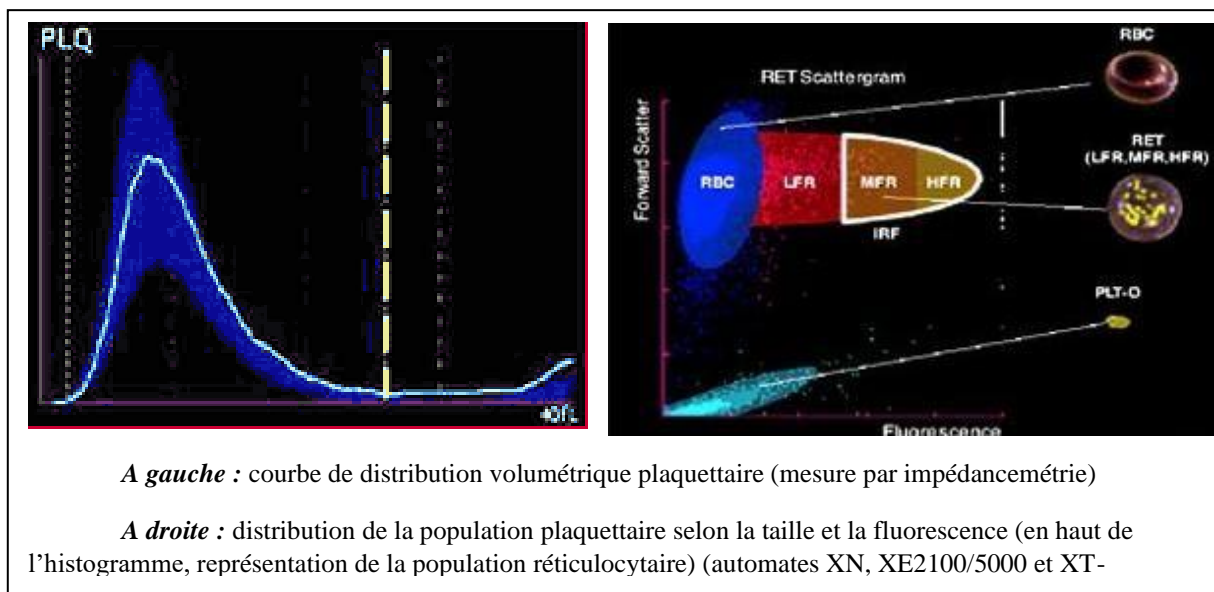 PLQ
40fL
RET Scattergram
RBC
RET
(LFR,MFR,HFR)
PLT-O
Forward Scatter
RBC
LFR
MFR
HFR
IRF
Fluorescence
A gauche : courbe de distribution volumétrique plaquettaire (mesure par impédancemétrie)
A droite : distribution de la population plaquettaire selon la taille et la fluorescence (en haut de
l’histogramme, représentation de la population réticulocytaire) (automates XN, XE2100/5000 et XT-